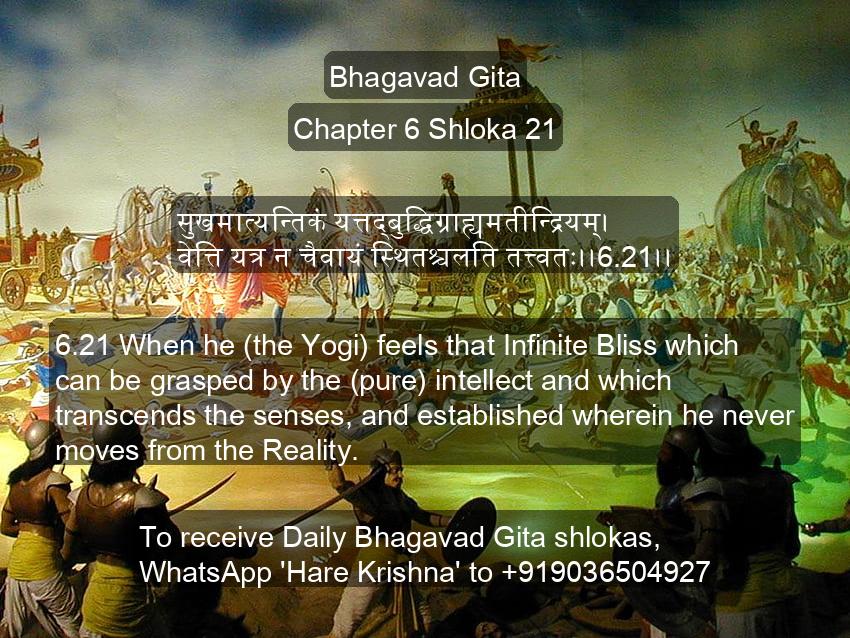 Bhagavad Gita
Chapter 6 Shloka 21
सुखमात्यन्तिकं यत्तद्बुद्धिग्राह्यमतीन्द्रियम्।
वेत्ति यत्र न चैवायं स्थितश्चलति तत्त्वतः।।6.21।।
6.21 When he (the Yogi) feels that Infinite Bliss which
can be grasped by the (pure) intellect and which
transcends the senses, and established wherein he never
moves from the Reality.
To receive Daily Bhagavad Gita shlokas,
WhatsApp 'Hare Krishna' to +919036504927